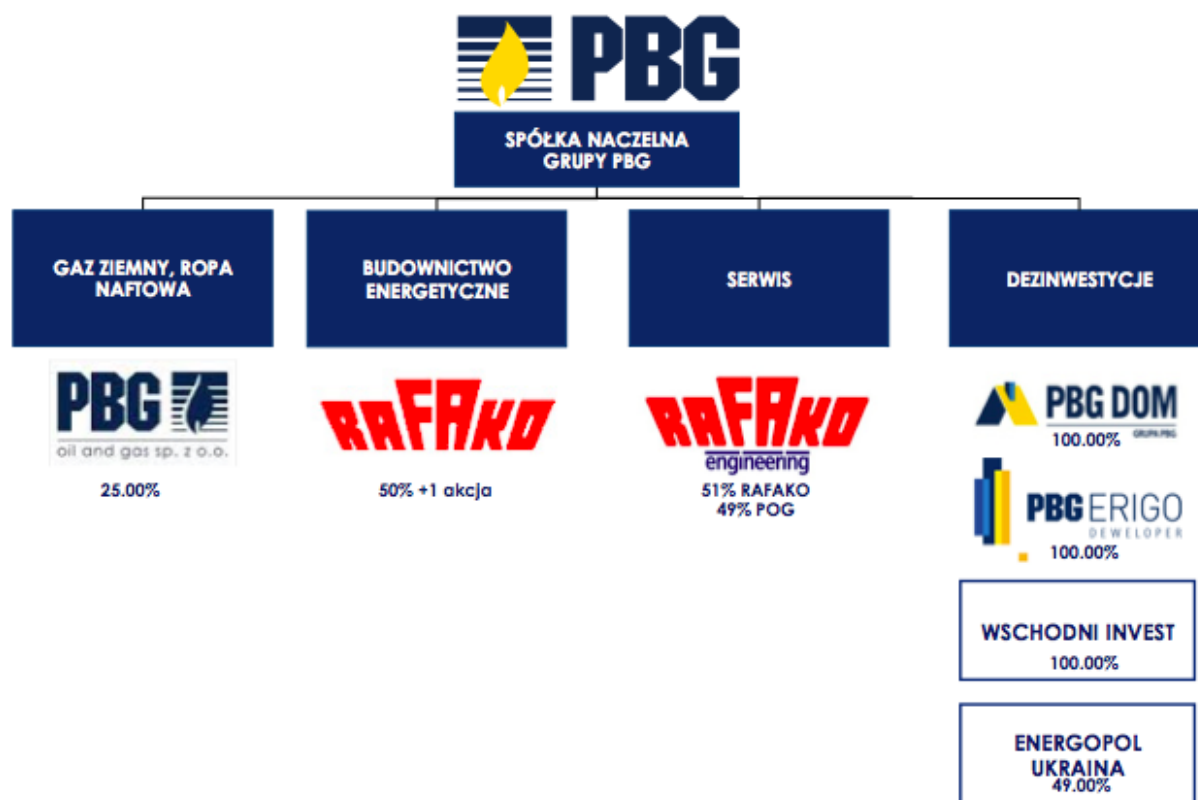 PBG
SPÓŁKA NACZELNA
GRUPY PBG
GAZ ZIEMNY, ROPA
NAFTOWA
BUDOWNICTWO
ENERGETYCZNE
SERWIS
DEZINWESTYCJE
PBG
oil and gas sp. z o.o.
25.00%
RAFAKO
50% +1 akcja
RAFAKO
engineering
51% RAFAKO
49% POG
PBG DOM
GRUPA PBG
100.00%
PBG ERIGO
DEWELOPER
100.00%
WSCHODNI INVEST
100.00%
ENERGOPOL
UKRAINA
49.00%